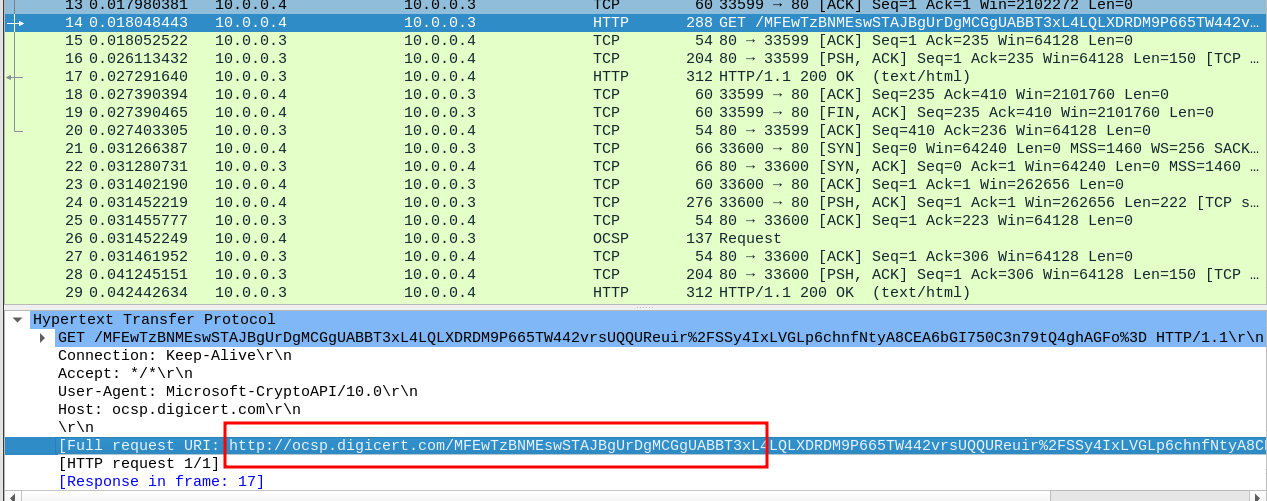 13 0.017980381 10.0.0.4 10.0.0.3 TCP 60 33599 → 80 [ACK] Seq=1 Ack=1 Win=2102272 Len=0
14 0.018048443 10.0.0.4 10.0.0.3 HTTP 288 GET /MFEwTzBNMEswSTAJBgUrDgMCGgUABBT3xL4LQLXDRDM9P665TW442v…
15 0.018052522 10.0.0.3 10.0.0.4 TCP 54 80 → 33599 [ACK] Seq=1 Ack=235 Win=64128 Len=0
16 0.026113432 10.0.0.3 10.0.0.4 TCP 204 80 → 33599 [PSH, ACK] Seq=1 Ack=235 Win=64128 Len=150 [TCP …
17 0.027291640 10.0.0.3 10.0.0.4 HTTP 312 HTTP/1.1 200 OK (text/html)
18 0.027390394 10.0.0.4 10.0.0.3 TCP 60 33599 → 80 [ACK] Seq=235 Ack=410 Win=2101760 Len=0
19 0.027390465 10.0.0.4 10.0.0.3 TCP 60 33599 → 80 [FIN, ACK] Seq=235 Ack=410 Win=2101760 Len=0
20 0.027403305 10.0.0.3 10.0.0.4 TCP 54 80 → 33599 [ACK] Seq=410 Ack=236 Win=64128 Len=0
21 0.031266387 10.0.0.4 10.0.0.3 TCP 66 33600 → 80 [SYN] Seq=0 Win=64240 Len=0 MSS=1460 WS=256 SACK…
22 0.031280731 10.0.0.3 10.0.0.4 TCP 66 80 → 33600 [SYN, ACK] Seq=0 Ack=1 Win=64240 Len=0 MSS=1460 …
23 0.031402190 10.0.0.4 10.0.0.3 TCP 60 33600 → 80 [ACK] Seq=1 Ack=1 Win=262656 Len=0
24 0.031452219 10.0.0.4 10.0.0.3 TCP 276 33600 → 80 [PSH, ACK] Seq=1 Ack=1 Win=262656 Len=222 [TCP s…
25 0.031455777 10.0.0.3 10.0.0.4 TCP 54 80 → 33600 [ACK] Seq=1 Ack=223 Win=64128 Len=0
26 0.031452249 10.0.0.4 10.0.0.3 OCSP 137 Request
27 0.031461952 10.0.0.3 10.0.0.4 TCP 54 80 → 33600 [ACK] Seq=1 Ack=306 Win=64128 Len=0
28 0.041245151 10.0.0.3 10.0.0.4 TCP 204 80 → 33600 [PSH, ACK] Seq=1 Ack=306 Win=64128 Len=150 [TCP …
29 0.042442634 10.0.0.3 10.0.0.4 HTTP 312 HTTP/1.1 200 OK (text/html)
Hypertext Transfer Protocol
GET /MFEwTzBNMEswSTAJBgUrDgMCGgUABBT3xL4LQLXDRDM9P665TW442vrsUQQUReuir%2FSSy4IxLVGLp6chnfNtyA8CEA6bGI750C3n79tQ4ghAGFo%3D HTTP/1.1\r\n
Connection: Keep-Alive\r\n
Accept: */*\r\n
User-Agent: Microsoft-CryptoAPI/10.0\r\n
Host: ocsp.digicert.com\r\n
\r\n
[Full request URI: http://ocsp.digicert.com/MFEwTzBNMEswSTAJBgUrDgMCGgUABBT3xL4LQLXDRDM9P665TW442vrsUQQUReuir%2FSSy4IxLVGLp6chnfNtyA8C
[HTTP request 1/1]
[Response in frame: 17]